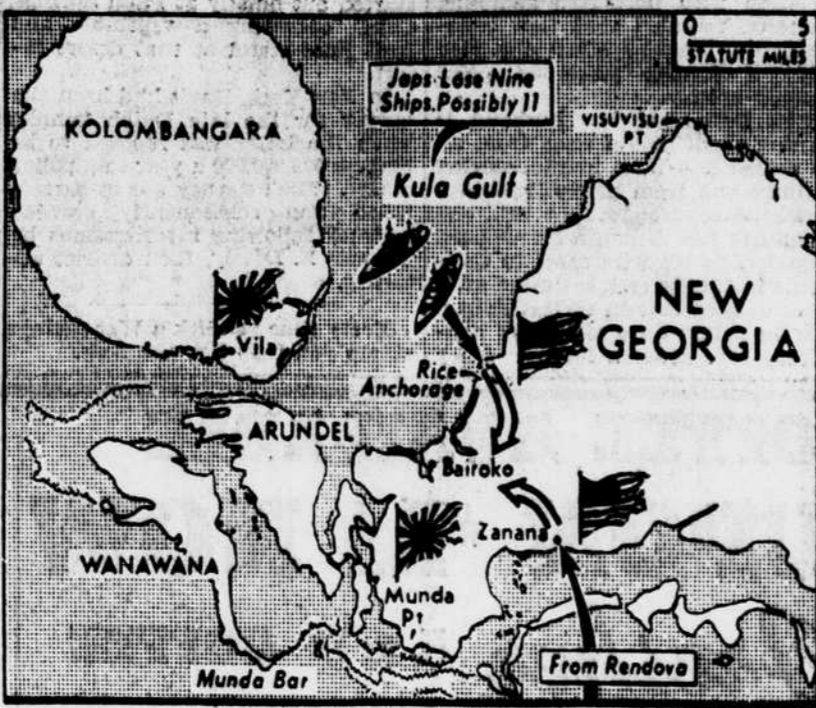 0 5
STATUTE MILES
Japs Lose Nine
Ships, Possibly 11
KOLOMBANGARA
VISUVISU
PT
Kula Gulf
NEW
GEORGIA
Vila
Rice
Anchorage
ARUNDEL
Bairoko
Zanana
WANAWANA
Munda
Pt
From Rendova
Munda Bar